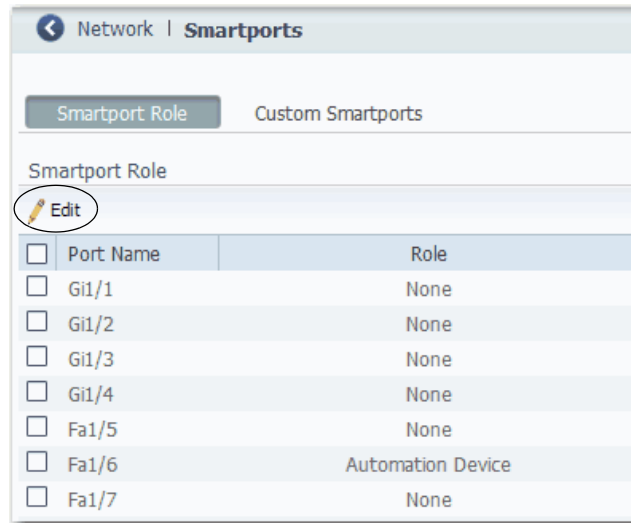 Network | Smartports
Smartport Role Custom Smartports
Smartport Role
Edit
Port Name Role
Gi1/1 None
Gi1/2 None
Gi1/3 None
Gi1/4 None
Fa1/5 None
Fa1/6 Automation Device
Fa1/7 None